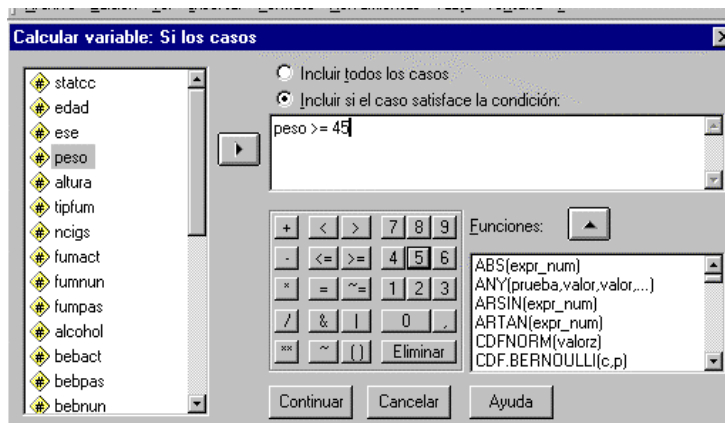 Calcular variable: Si los casos
statcc
edad
ese
peso
altura
tipfum
ncigs
fumact
fumnun
fumpas
alcohol
bebact
bebpas
bebnun
Incluir todos los casos
Incluir si el caso satisface la condición:
peso >= 45
+ < > 7 8 9
- <= >= 4 5 6
* = ~= 1 2 3
/ & | 0 ,
** ~ () Eliminar
Funciones:
ABS(expr_num)
ANY(prueba,valor,valor,...)
ARSIN(expr_num)
ARTAN(expr_num)
CDFNORM(valorz)
CDF.BERNOULLI(c,p)
Continuar Cancelar Ayuda